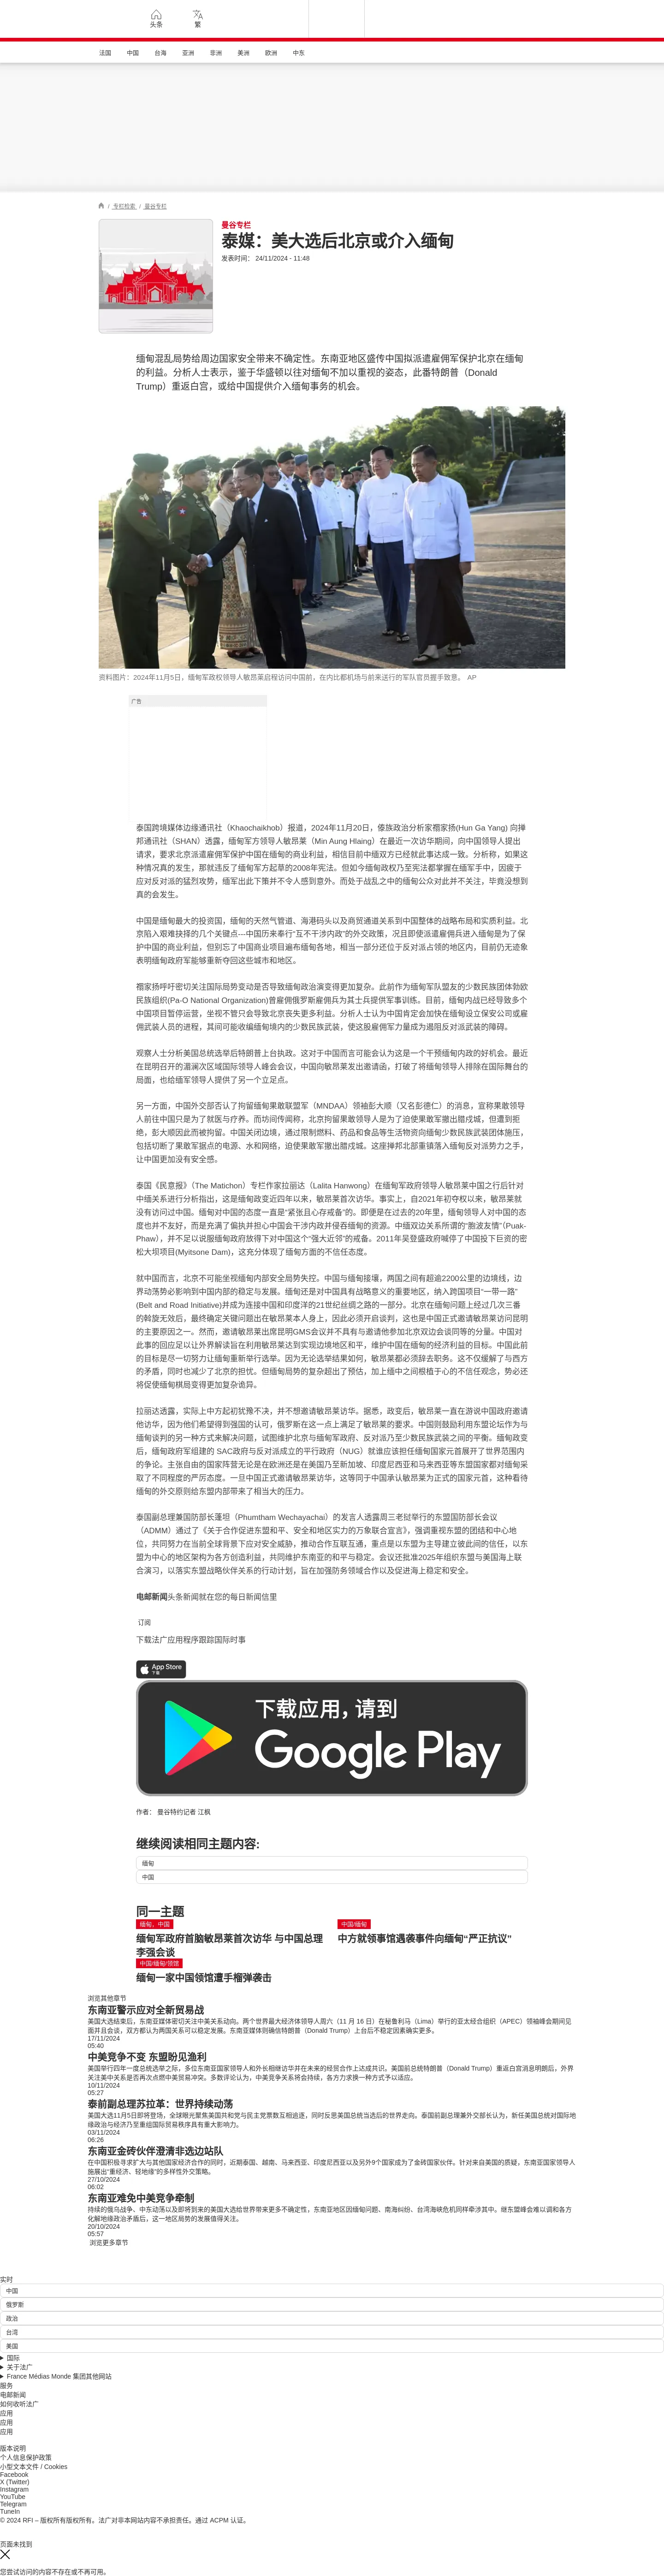 头条
繁
法国
中国
台海
亚洲
非洲
美洲
欧洲
中东
/ 专栏检索 / 曼谷专栏
曼谷专栏
泰媒：美大选后北京或介入缅甸
发表时间： 24/11/2024 - 11:48
缅甸混乱局势给周边国家安全带来不确定性。东南亚地区盛传中国拟派遣雇佣军保护北京在缅甸
的利益。分析人士表示，鉴于华盛顿以往对缅甸不加以重视的姿态，此番特朗普（Donald
Trump）重返白宫，或给中国提供介入缅甸事务的机会。
资料图片：2024年11月5日，缅甸军政权领导人敏昂莱启程访问中国前，在内比都机场与前来送行的军队官员握手致意。 AP
广告
泰国跨境媒体边缘通讯社（Khaochaikhob）报道，2024年11月20日，傣族政治分析家棴家扬(Hun Ga Yang) 向掸
邦通讯社（SHAN）透露，缅甸军方领导人敏昂莱（Min Aung Hlaing）在最近一次访华期间，向中国领导人提出
请求，要求北京派遣雇佣军保护中国在缅甸的商业利益，相信目前中缅双方已经就此事达成一致。分析称，如果这
种情况真的发生，那就违反了缅甸军方起草的2008年宪法。但如今缅甸政权乃至宪法都掌握在缅军手中，因疲于
应对反对派的猛烈攻势，缅军出此下策并不令人感到意外。而处于战乱之中的缅甸公众对此并不关注，毕竟没想到
真的会发生。
中国是缅甸最大的投资国，缅甸的天然气管道、海港码头以及商贸通道关系到中国整体的战略布局和实质利益。北
京陷入艰难抉择的几个关键点---中国历来奉行“互不干涉内政”的外交政策，况且即使派遣雇佣兵进入缅甸是为了保
护中国的商业利益，但别忘了中国商业项目遍布缅甸各地，相当一部分还位于反对派占领的地区内，目前仍无迹象
表明缅甸政府军能够重新夺回这些城市和地区。
棴家扬呼吁密切关注国际局势变动是否导致缅甸政治演变得更加复杂。此前作为缅甸军队盟友的少数民族团体勃欧
民族组织(Pa-O National Organization)曾雇佣俄罗斯雇佣兵为其士兵提供军事训练。目前，缅甸内战已经导致多个
中国项目暂停运营，坐视不管只会导致北京丧失更多利益。分析人士认为中国肯定会加快在缅甸设立保安公司或雇
佣武装人员的进程，其间可能收编缅甸境内的少数民族武装，使这股雇佣军力量成为遏阻反对派武装的障碍。
观察人士分析美国总统选举后特朗普上台执政。这对于中国而言可能会认为这是一个干预缅甸内政的好机会。最近
在昆明召开的湄澜次区域国际领导人峰会会议，中国向敏昂莱发出邀请函，打破了将缅甸领导人排除在国际舞台的
局面，也给缅军领导人提供了另一个立足点。
另一方面，中国外交部否认了拘留缅甸果敢联盟军（MNDAA）领袖彭大顺（又名彭德仁）的消息，宣称果敢领导
人前往中国只是为了就医与疗养。而坊间传闻称，北京拘留果敢领导人是为了迫使果敢军撤出腊戍城，但遭到拒
绝，彭大顺因此而被拘留。中国关闭边境，通过限制燃料、药品和食品等生活物资向缅甸少数民族武装团体施压，
包括切断了果敢军据点的电源、水和网络，迫使果敢军撤出腊戍城。这座掸邦北部重镇落入缅甸反对派势力之手，
让中国更加没有安全感。
泰国《民意报》（The Matichon）专栏作家拉丽达（Lalita Hanwong）在缅甸军政府领导人敏昂莱中国之行后针对
中缅关系进行分析指出，这是缅甸政变近四年以来，敏昂莱首次访华。事实上，自2021年初夺权以来，敏昂莱就
没有访问过中国。缅甸对中国的态度一直是“紧张且心存戒备”的。即便是在过去的20年里，缅甸领导人对中国的态
度也并不友好，而是充满了偏执并担心中国会干涉内政并侵吞缅甸的资源。中缅双边关系所谓的“胞波友情”（Puak-
Phaw），并不足以说服缅甸政府放得下对中国这个“强大近邻”的戒备。2011年吴登盛政府喊停了中国投下巨资的密
松大坝项目(Myitsone Dam)，这充分体现了缅甸方面的不信任态度。
就中国而言，北京不可能坐视缅甸内部安全局势失控。中国与缅甸接壤，两国之间有超逾2200公里的边境线，边
界动荡势必影响到中国内部的稳定与发展。缅甸还是对中国具有战略意义的重要地区，纳入跨国项目“一带一路”
(Belt and Road Initiative)并成为连接中国和印度洋的21世纪丝绸之路的一部分。北京在缅甸问题上经过几次三番
的斡旋无效后，最终确定关键问题出在敏昂莱本人身上，因此必须开启谈判，这也是中国正式邀请敏昂莱访问昆明
的主要原因之一。然而，邀请敏昂莱出席昆明GMS会议并不具有与邀请他参加北京双边会谈同等的分量。中国对
此事的回应足以让外界解读旨在利用敏昂莱达到实现边境地区和平，维护中国在缅甸的经济利益的目标。中国此前
的目标是尽一切努力让缅甸重新举行选举。因为无论选举结果如何，敏昂莱都必须辞去职务。这不仅缓解了与西方
的矛盾，同时也减少了北京的担忧。但缅甸局势的复杂超出了预估，加上缅中之间根植于心的不信任观念，势必还
将促使缅甸棋局变得更加复杂诡异。
拉丽达透露，实际上中方起初犹豫不决，并不想邀请敏昂莱访华。据悉，政变后，敏昂莱一直在游说中国政府邀请
他访华，因为他们希望得到强国的认可，俄罗斯在这一点上满足了敏昂莱的要求。中国则鼓励利用东盟论坛作为与
缅甸谈判的另一种方式来解决问题，试图维护北京与缅甸军政府、反对派乃至少数民族武装之间的平衡。缅甸政变
后，缅甸政府军组建的 SAC政府与反对派成立的平行政府（NUG）就谁应该担任缅甸国家元首展开了世界范围内
的争论。主张自由的国家阵营无论是在欧洲还是在美国乃至新加坡、印度尼西亚和马来西亚等东盟国家都对缅甸采
取了不同程度的严厉态度。一旦中国正式邀请敏昂莱访华，这等同于中国承认敏昂莱为正式的国家元首，这种看待
缅甸的外交原则给东盟内部带来了相当大的压力。
泰国副总理兼国防部长蓬坦（Phumtham Wechayachai）的发言人透露周三老挝举行的东盟国防部长会议
（ADMM）通过了《关于合作促进东盟和平、安全和地区实力的万象联合宣言》，强调重视东盟的团结和中心地
位，共同努力在当前全球背景下应对安全威胁，推动合作互联互通，重点是以东盟为主导建立彼此间的信任，以东
盟为中心的地区架构为各方创造利益，共同维护东南亚的和平与稳定。会议还批准2025年组织东盟与美国海上联
合演习，以落实东盟战略伙伴关系的行动计划，旨在加强防务领域合作以及促进海上稳定和安全。
电邮新闻头条新闻就在您的每日新闻信里
订阅
下载法广应用程序跟踪国际时事
App Store
下载
下载应用，请到
Google Play
作者： 曼谷特约记者 江枫
继续阅读相同主题内容:
缅甸
中国
同一主题
缅甸，中国
缅甸军政府首脑敏昂莱首次访华 与中国总理
李强会谈
中国/缅甸
中方就领事馆遇袭事件向缅甸“严正抗议”
中国/缅甸/领馆
缅甸一家中国领馆遭手榴弹袭击
浏览其他章节
东南亚警示应对全新贸易战
美国大选结束后，东南亚媒体密切关注中美关系动向。两个世界最大经济体领导人周六（11 月 16 日）在秘鲁利马（Lima）举行的亚太经合组织（APEC）领袖峰会期间见
面并且会谈，双方都认为两国关系可以稳定发展。东南亚媒体则确信特朗普（Donald Trump）上台后不稳定因素确实更多。
17/11/2024
05:40
中美竞争不变 东盟盼见渔利
美国举行四年一度总统选举之际，多位东南亚国家领导人和外长相继访华并在未来的经贸合作上达成共识。美国前总统特朗普（Donald Trump）重返白宫消息明朗后，外界
关注美中关系是否再次点燃中美贸易冲突。多数评论认为，中美竞争关系将会持续，各方力求换一种方式予以适应。
10/11/2024
05:27
泰前副总理苏拉革：世界持续动荡
美国大选11月5日即将登场，全球眼光聚焦美国共和党与民主党票数互相追逐，同时反思美国总统当选后的世界走向。泰国前副总理兼外交部长认为，新任美国总统对国际地
缘政治与经济乃至重组国际贸易秩序具有重大影响力。
03/11/2024
06:26
东南亚金砖伙伴澄清非选边站队
在中国积极寻求扩大与其他国家经济合作的同时，近期泰国、越南、马来西亚、印度尼西亚以及另外9个国家成为了金砖国家伙伴。针对来自美国的质疑，东南亚国家领导人
施展出“重经济、轻地缘”的多样性外交策略。
27/10/2024
06:02
东南亚难免中美竞争牵制
持续的俄乌战争、中东动荡以及即将到来的美国大选给世界带来更多不确定性，东南亚地区因缅甸问题、南海纠纷、台湾海峡危机同样牵涉其中。继东盟峰会难以调和各方
化解地缘政治矛盾后，这一地区局势的发展值得关注。
20/10/2024
05:57
浏览更多章节
实时
中国
俄罗斯
政治
台湾
美国
国际
关于法广
France Médias Monde 集团其他网站
服务
电邮新闻
如何收听法广
应用
应用
应用
版本说明
个人信息保护政策
小型文本文件 / Cookies
Facebook
X (Twitter)
Instagram
YouTube
Telegram
TuneIn
© 2024 RFI – 版权所有版权所有。法广对非本网站内容不承担责任。通过 ACPM 认证。
页面未找到
您尝试访问的内容不存在或不再可用。